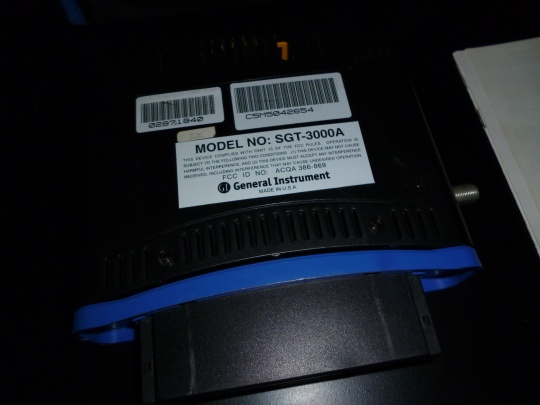 1
02871840
C5M5042654
MODEL NO: SGT-3000A
THIS DEVICE COMPLIES WITH PART 15 OF THE FCC RULES. OPERATION IS
SUBJECT TO THE FOLLOWING TWO CONDITIONS. (1) THIS DEVICE MAY NOT CAUSE
HARMFUL INTERFERENCE, AND (2) THIS DEVICE MUST ACCEPT ANY INTERFERENCE
RECEIVED, INCLUDING INTERFERENCE THAT MAY CAUSE UNDESIRED OPERATION.
FCC ID NO: ACQA 386-869
GI General Instrument
MADE IN U.S.A.